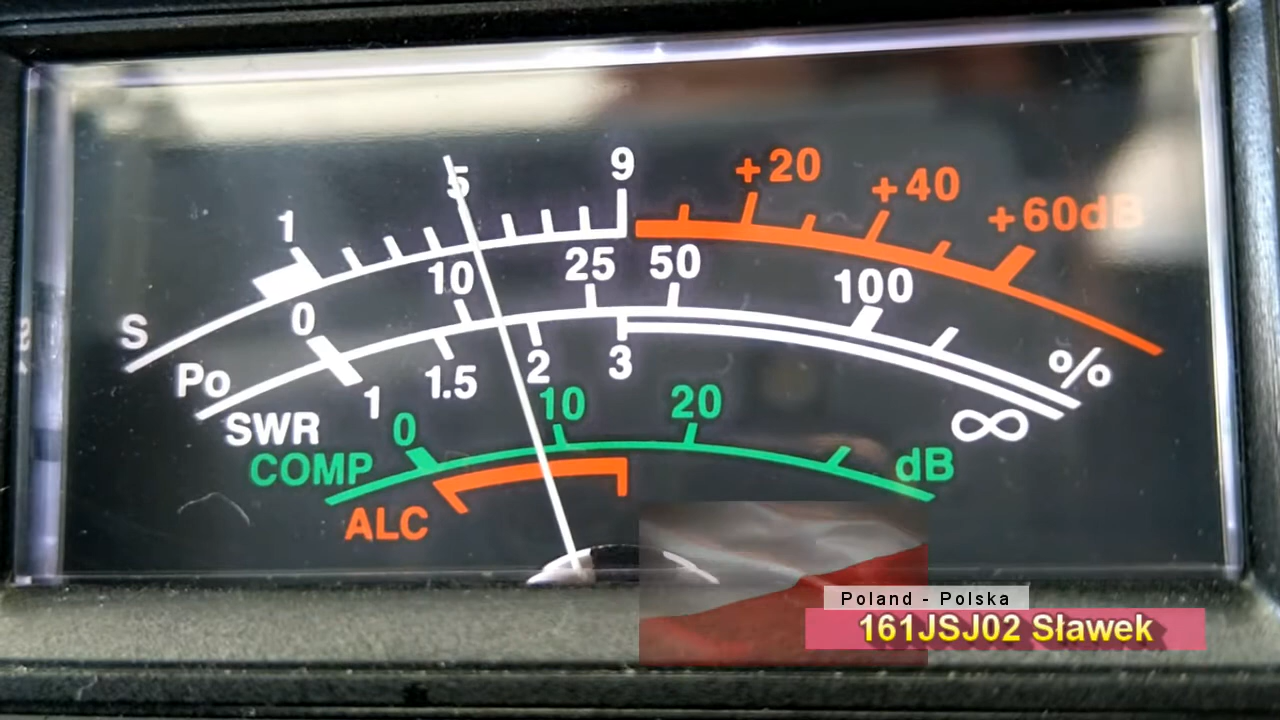 S 1 5 9 +20 +40 +60dB
Po 0 10 25 50 100 %
SWR 1 1.5 2 3 ∞
COMP 0 10 20 dB
ALC
Poland - Polska
161JSJ02 Sławek